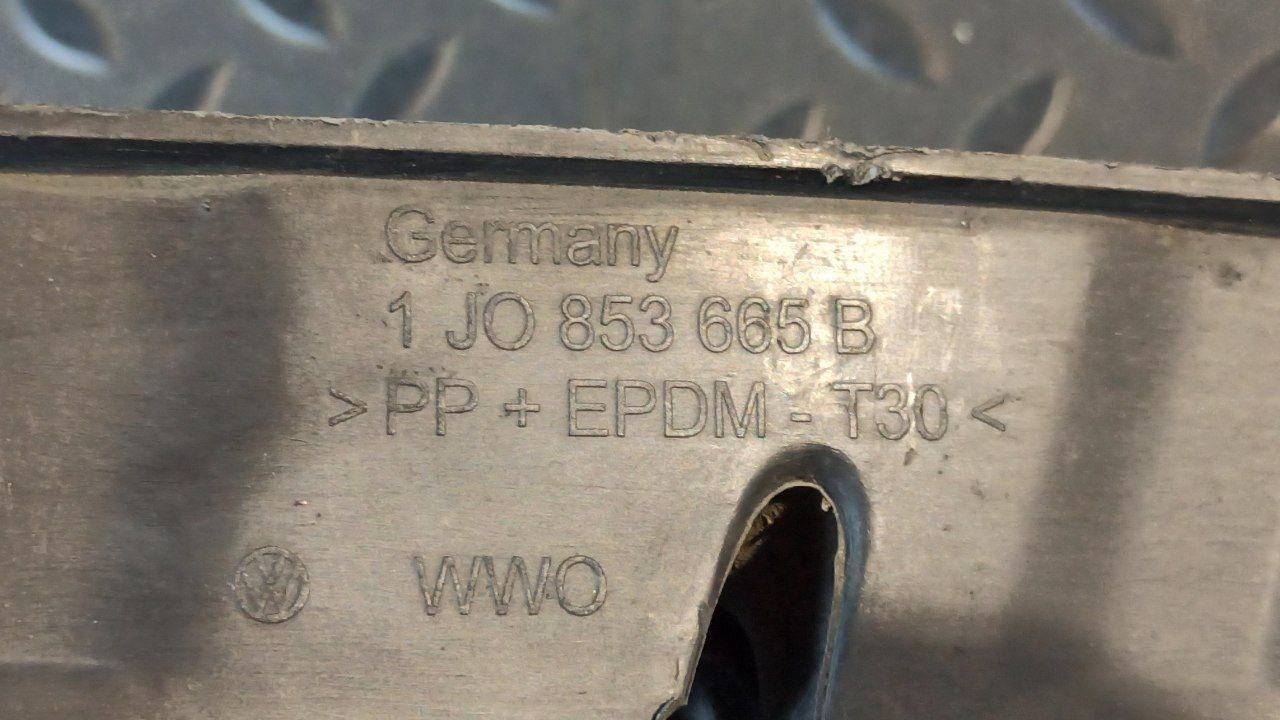 Germany
1 JO 853 665 B
>PP + EPDM - T30<
WWO